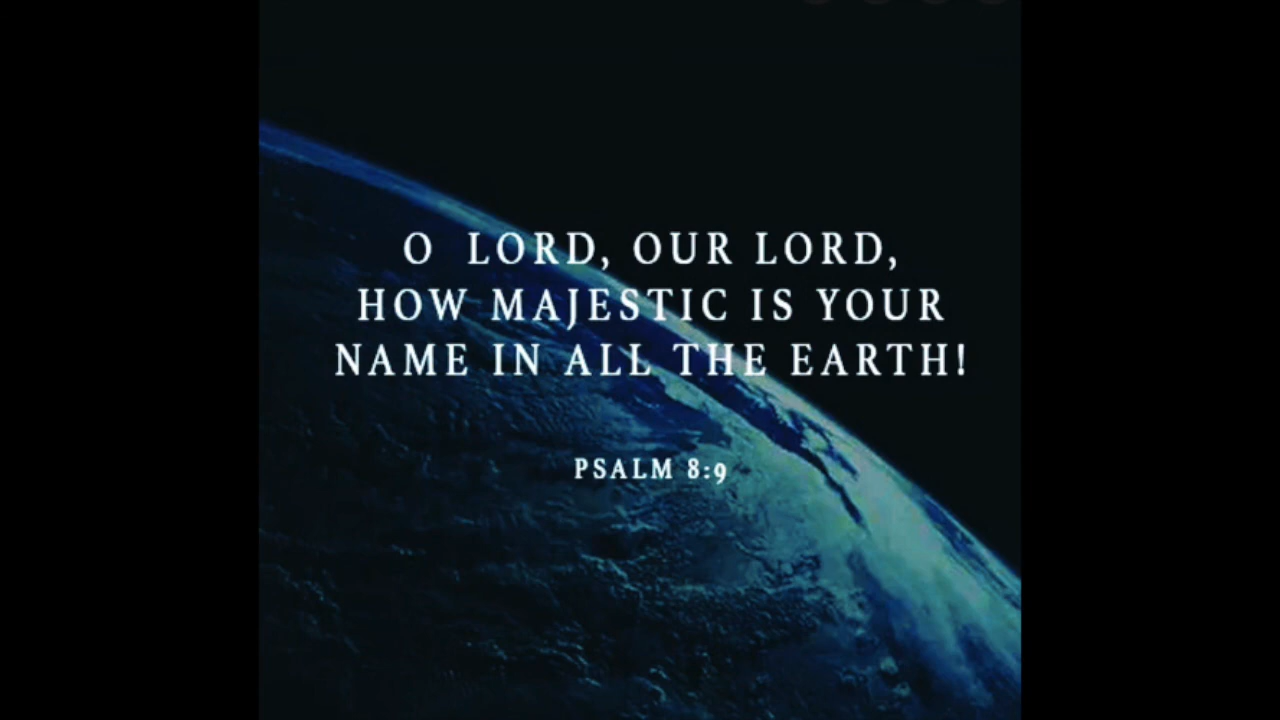 O LORD, OUR LORD,
HOW MAJESTIC IS YOUR
NAME IN ALL THE EARTH!
PSALM 8:9